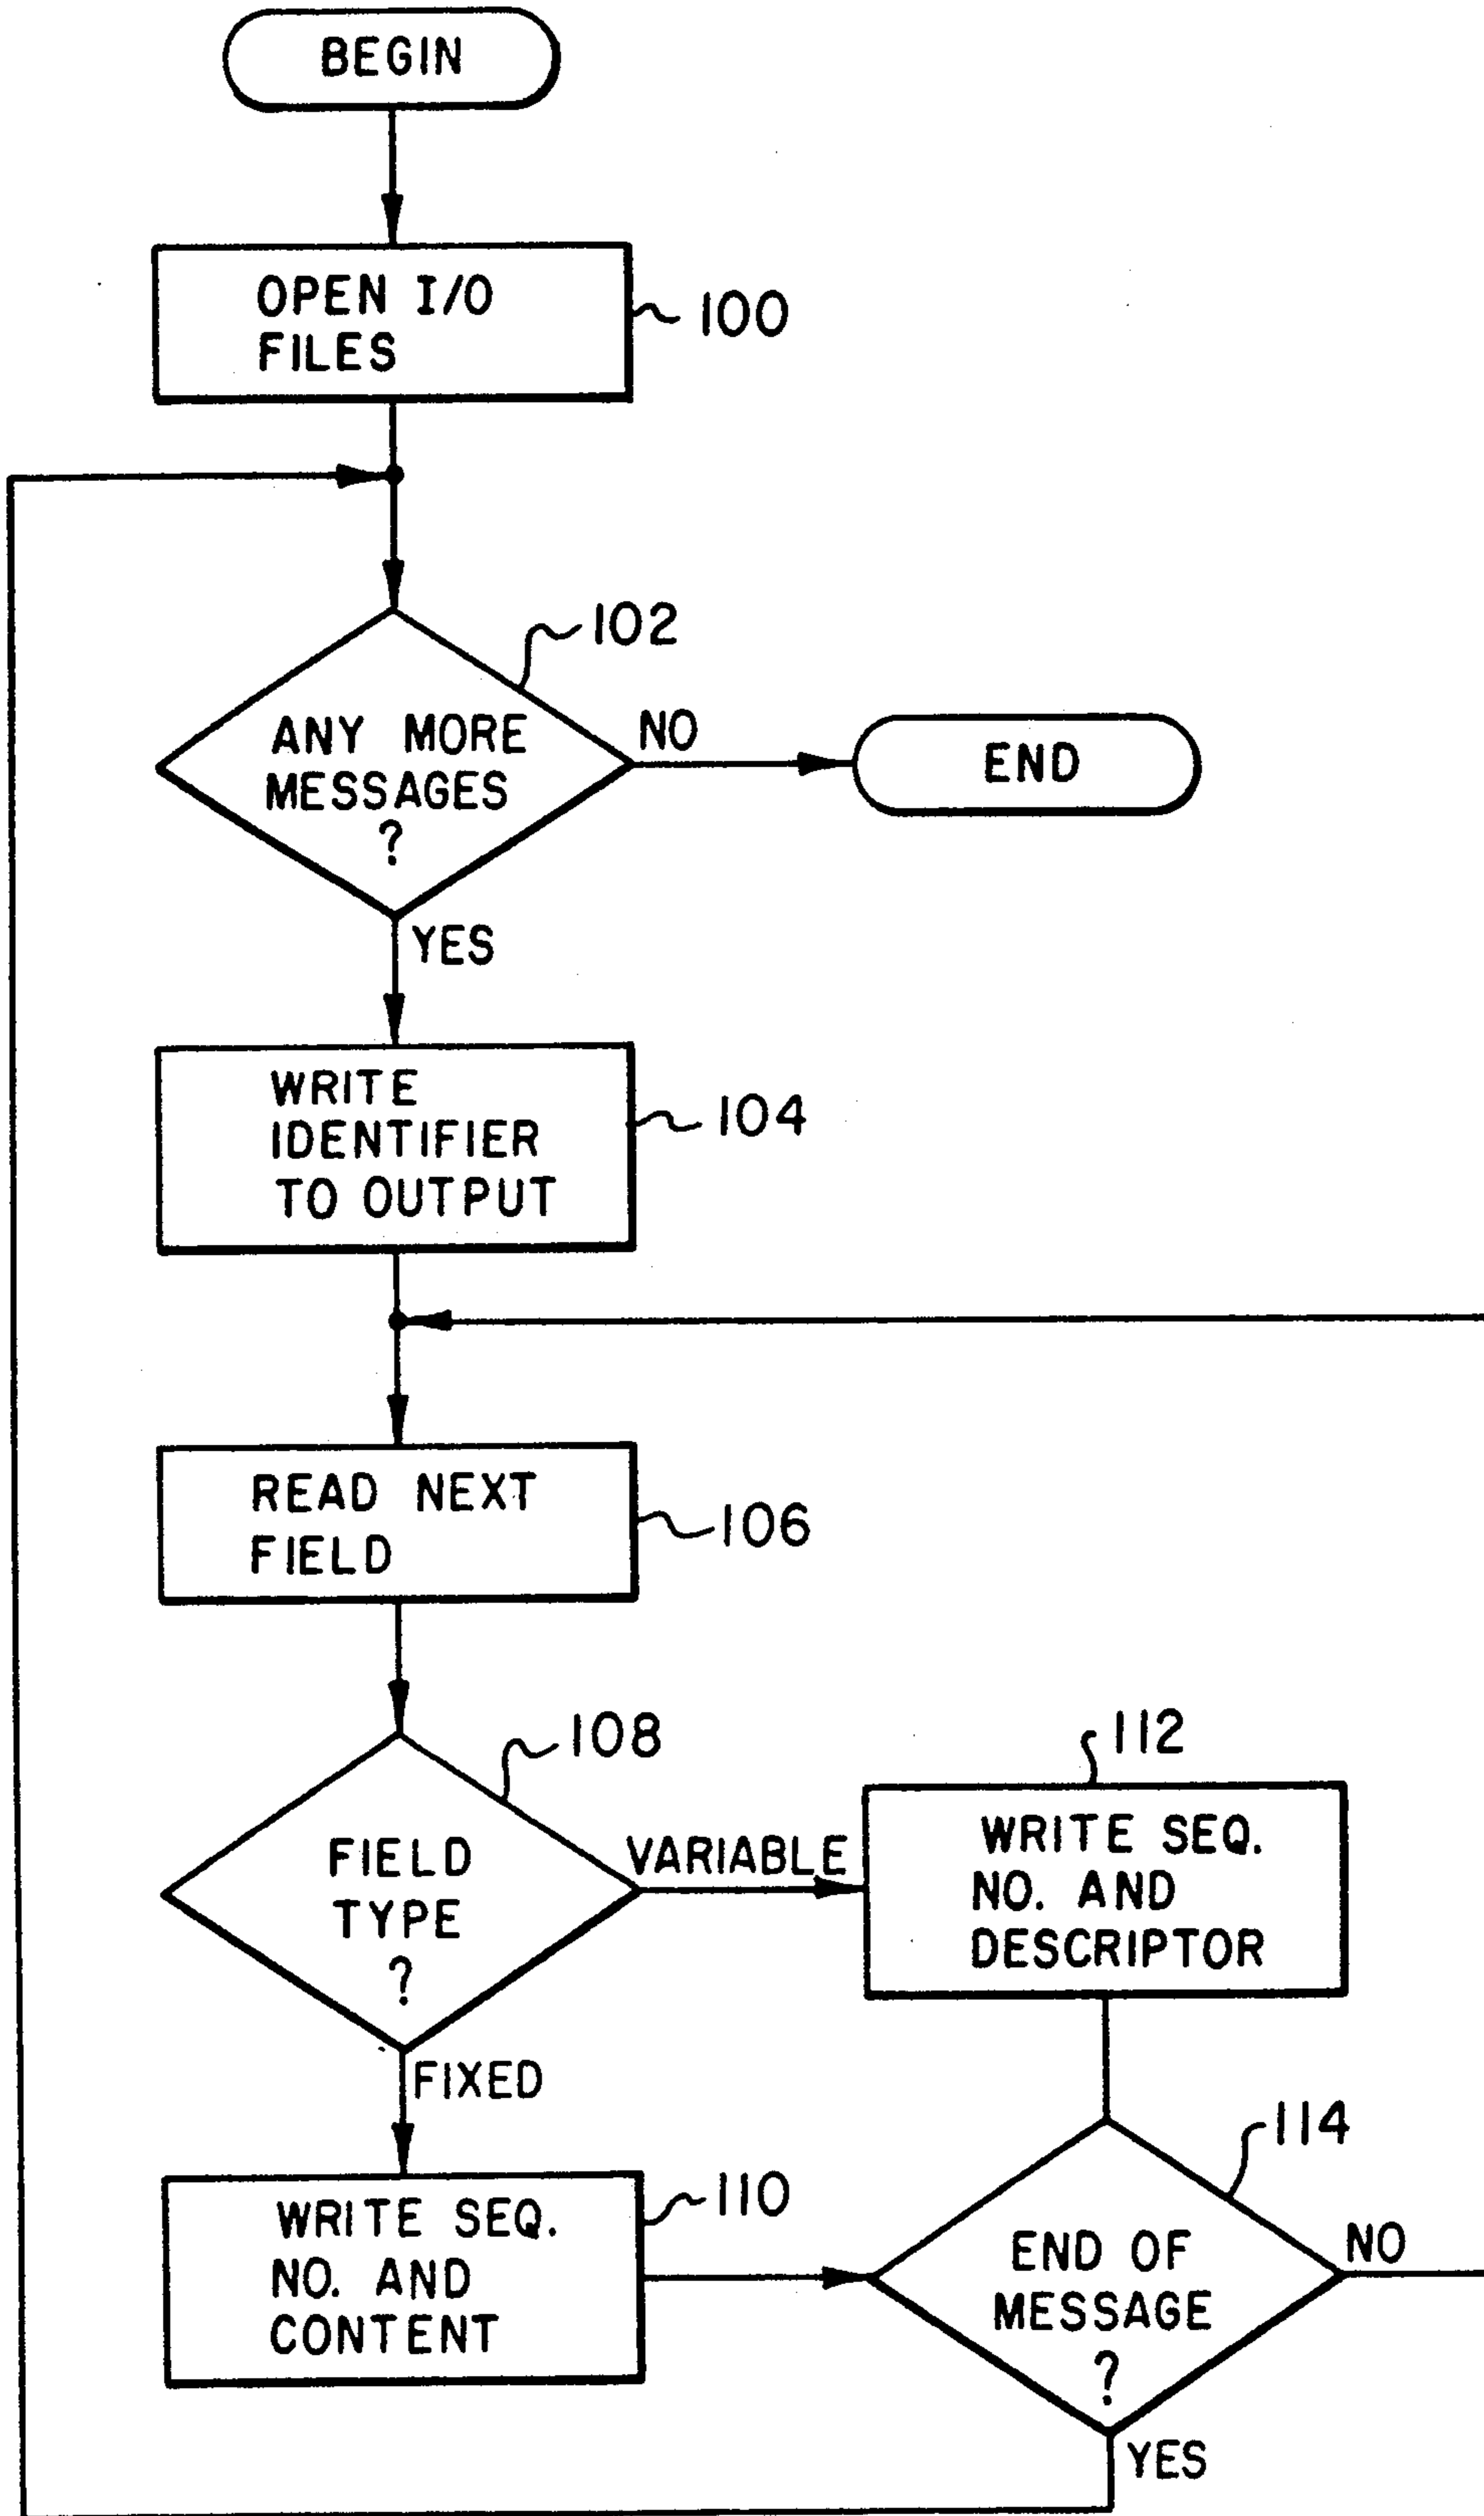 BEGIN
OPEN I/O
FILES
100
102
ANY MORE
MESSAGES
?
NO
END
YES
WRITE
IDENTIFIER
TO OUTPUT
104
READ NEXT
FIELD
106
108
FIELD
TYPE
?
VARIABLE
112
WRITE SEQ.
NO. AND
DESCRIPTOR
FIXED
110
WRITE SEQ.
NO. AND
CONTENT
114
END OF
MESSAGE
?
NO
YES